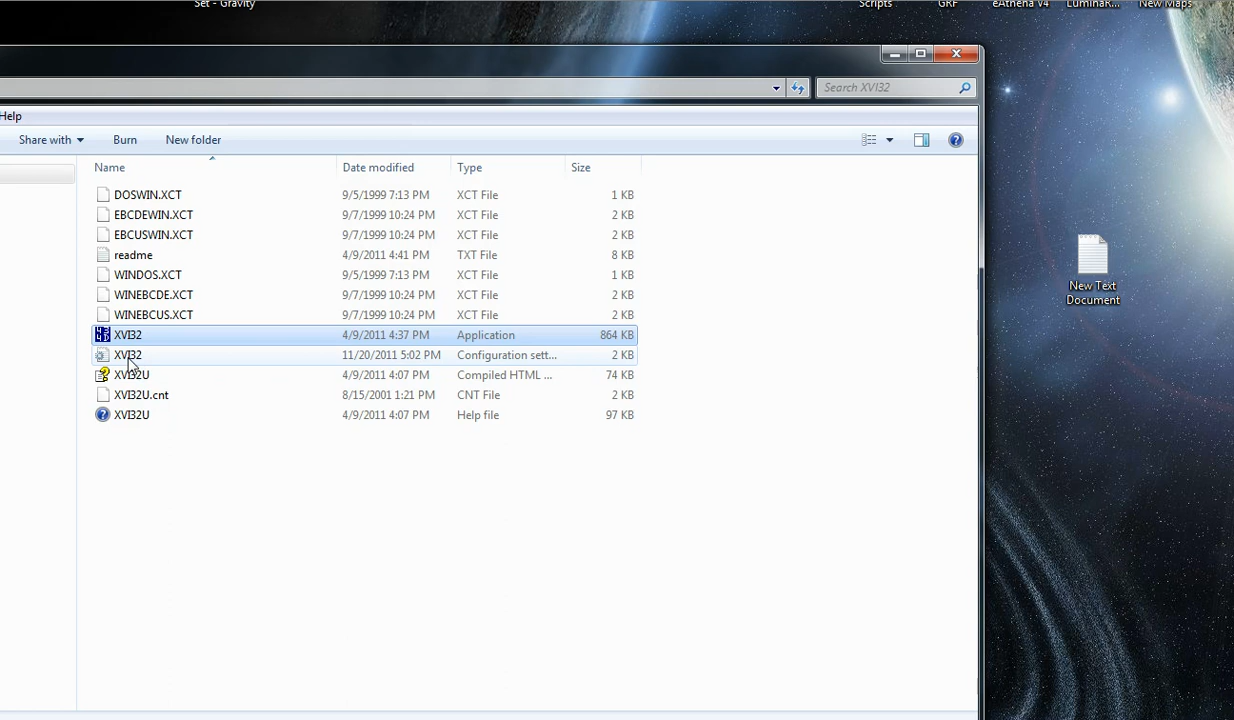 Set - Gravity
Scripts GRF eAthena V4 LuminaR... New Maps
Search XVI32
Help
Share with Burn New folder
Name Date modified Type Size
DOSWIN.XCT 9/5/1999 7:13 PM XCT File 1 KB
EBCDEWIN.XCT 9/7/1999 10:24 PM XCT File 2 KB
EBCUSWIN.XCT 9/7/1999 10:24 PM XCT File 2 KB
readme 4/9/2011 4:41 PM TXT File 8 KB
WINDOS.XCT 9/5/1999 7:13 PM XCT File 1 KB
WINEBCDE.XCT 9/7/1999 10:24 PM XCT File 2 KB
WINEBCUS.XCT 9/7/1999 10:24 PM XCT File 2 KB
XVI32 4/9/2011 4:37 PM Application 864 KB
XVI32 11/20/2011 5:02 PM Configuration sett... 2 KB
XVI32U 4/9/2011 4:07 PM Compiled HTML ... 74 KB
XVI32U.cnt 8/15/2001 1:21 PM CNT File 2 KB
XVI32U 4/9/2011 4:07 PM Help file 97 KB
New Text
Document